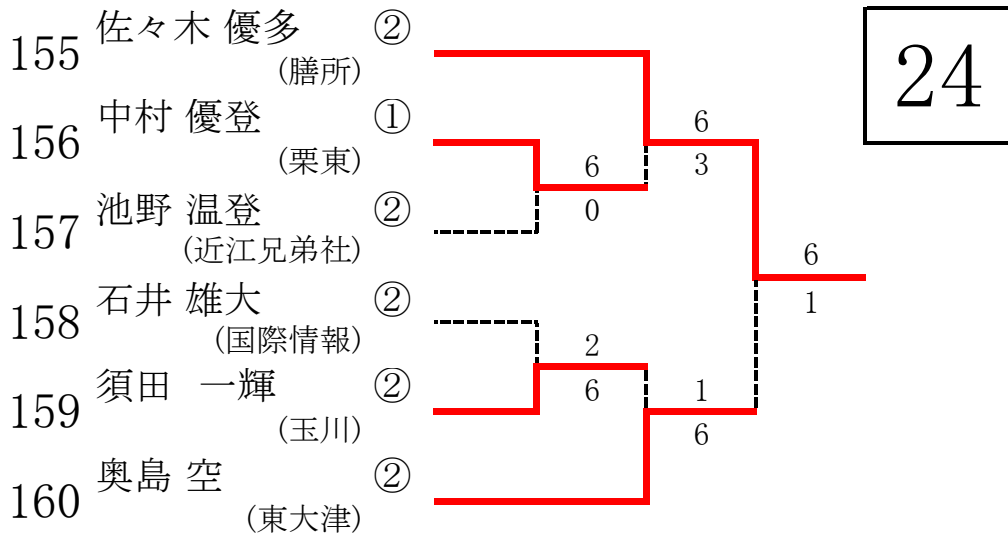 24
155 佐々木 優多 ②
(膳所)
156 中村 優登 ①
(栗東)
157 池野 温登 ②
(近江兄弟社)
158 石井 雄大 ②
(国際情報)
159 須田 一輝 ②
(玉川)
160 奥島 空 ②
(東大津)
6
0
2
6
6
3
1
6
6
1